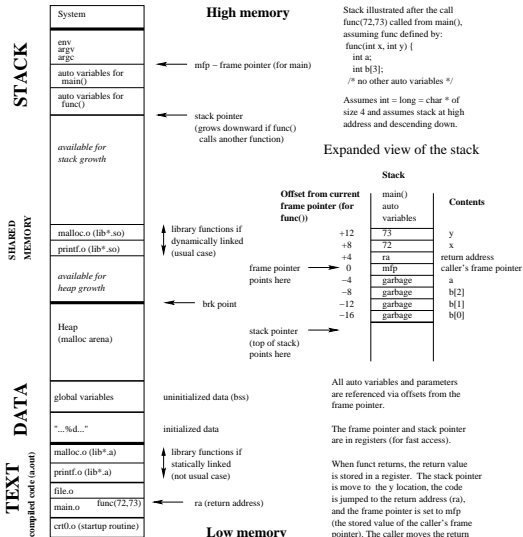 System
High memory
env
argv
argc
auto variables for
main()
auto variables for
func()
STACK
mfp − frame pointer (for main)
stack pointer
(grows downward if func()
calls another function)
available for
stack growth
SHARED
MEMORY
malloc.o (lib*.so)
printf.o (lib*.so)
library functions if
dynamically linked
(usual case)
available for
heap growth
brk point
Heap
(malloc arena)
DATA
global variables
uninitialized data (bss)
"...%d..."
initialized data
TEXT
compiled code (a.out)
malloc.o (lib*.a)
printf.o (lib*.a)
library functions if
statically linked
(not usual case)
file.o
main.o
func(72,73)
ra (return address)
crt0.o (startup routine)
Low memory
Stack illustrated after the call
func(72,73) called from main(),
assuming func defined by:
func(int x, int y) {
int a;
int b[3];
/* no other auto variables */
Assumes int = long = char * of
size 4 and assumes stack at high
address and descending down.
Expanded view of the stack
Stack
Offset from current
frame pointer (for
func())
main()
auto
variables
Contents
+12 73 y
+8 72 x
+4 ra return address
frame pointer
points here
0 mfp caller's frame pointer
−4 garbage a
−8 garbage b[2]
−12 garbage b[1]
−16 garbage b[0]
stack pointer
(top of stack)
points here
All auto variables and parameters
are referenced via offsets from the
frame pointer.
The frame pointer and stack pointer
are in registers (for fast access).
When funct returns, the return value
is stored in a register. The stack pointer
is move to the y location, the code
is jumped to the return address (ra),
and the frame pointer is set to mfp
(the stored value of the caller's frame
pointer). The caller moves the return